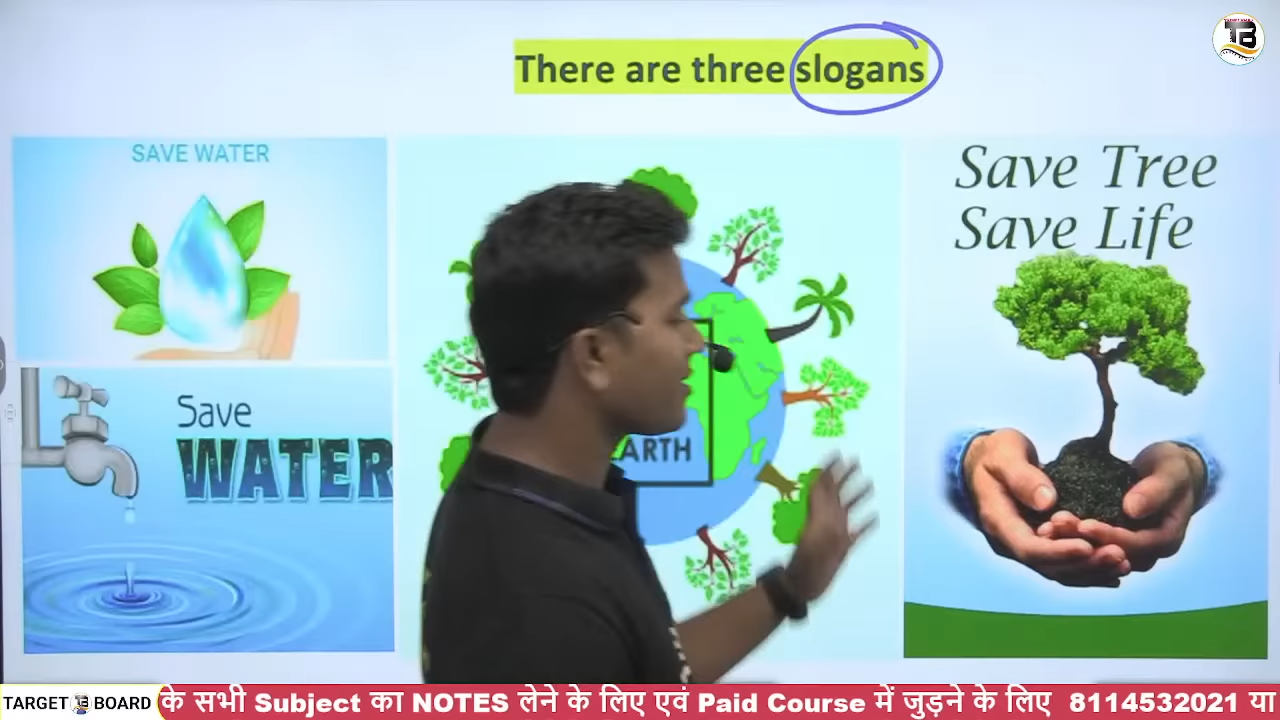 There are three slogans
SAVE WATER
Save
WATER
ARTH
Save Tree
Save Life
TB
TARGET BOARD
के सभी Subject का NOTES लेने के लिए एवं Paid Course में जुड़ने के लिए 8114532021 या